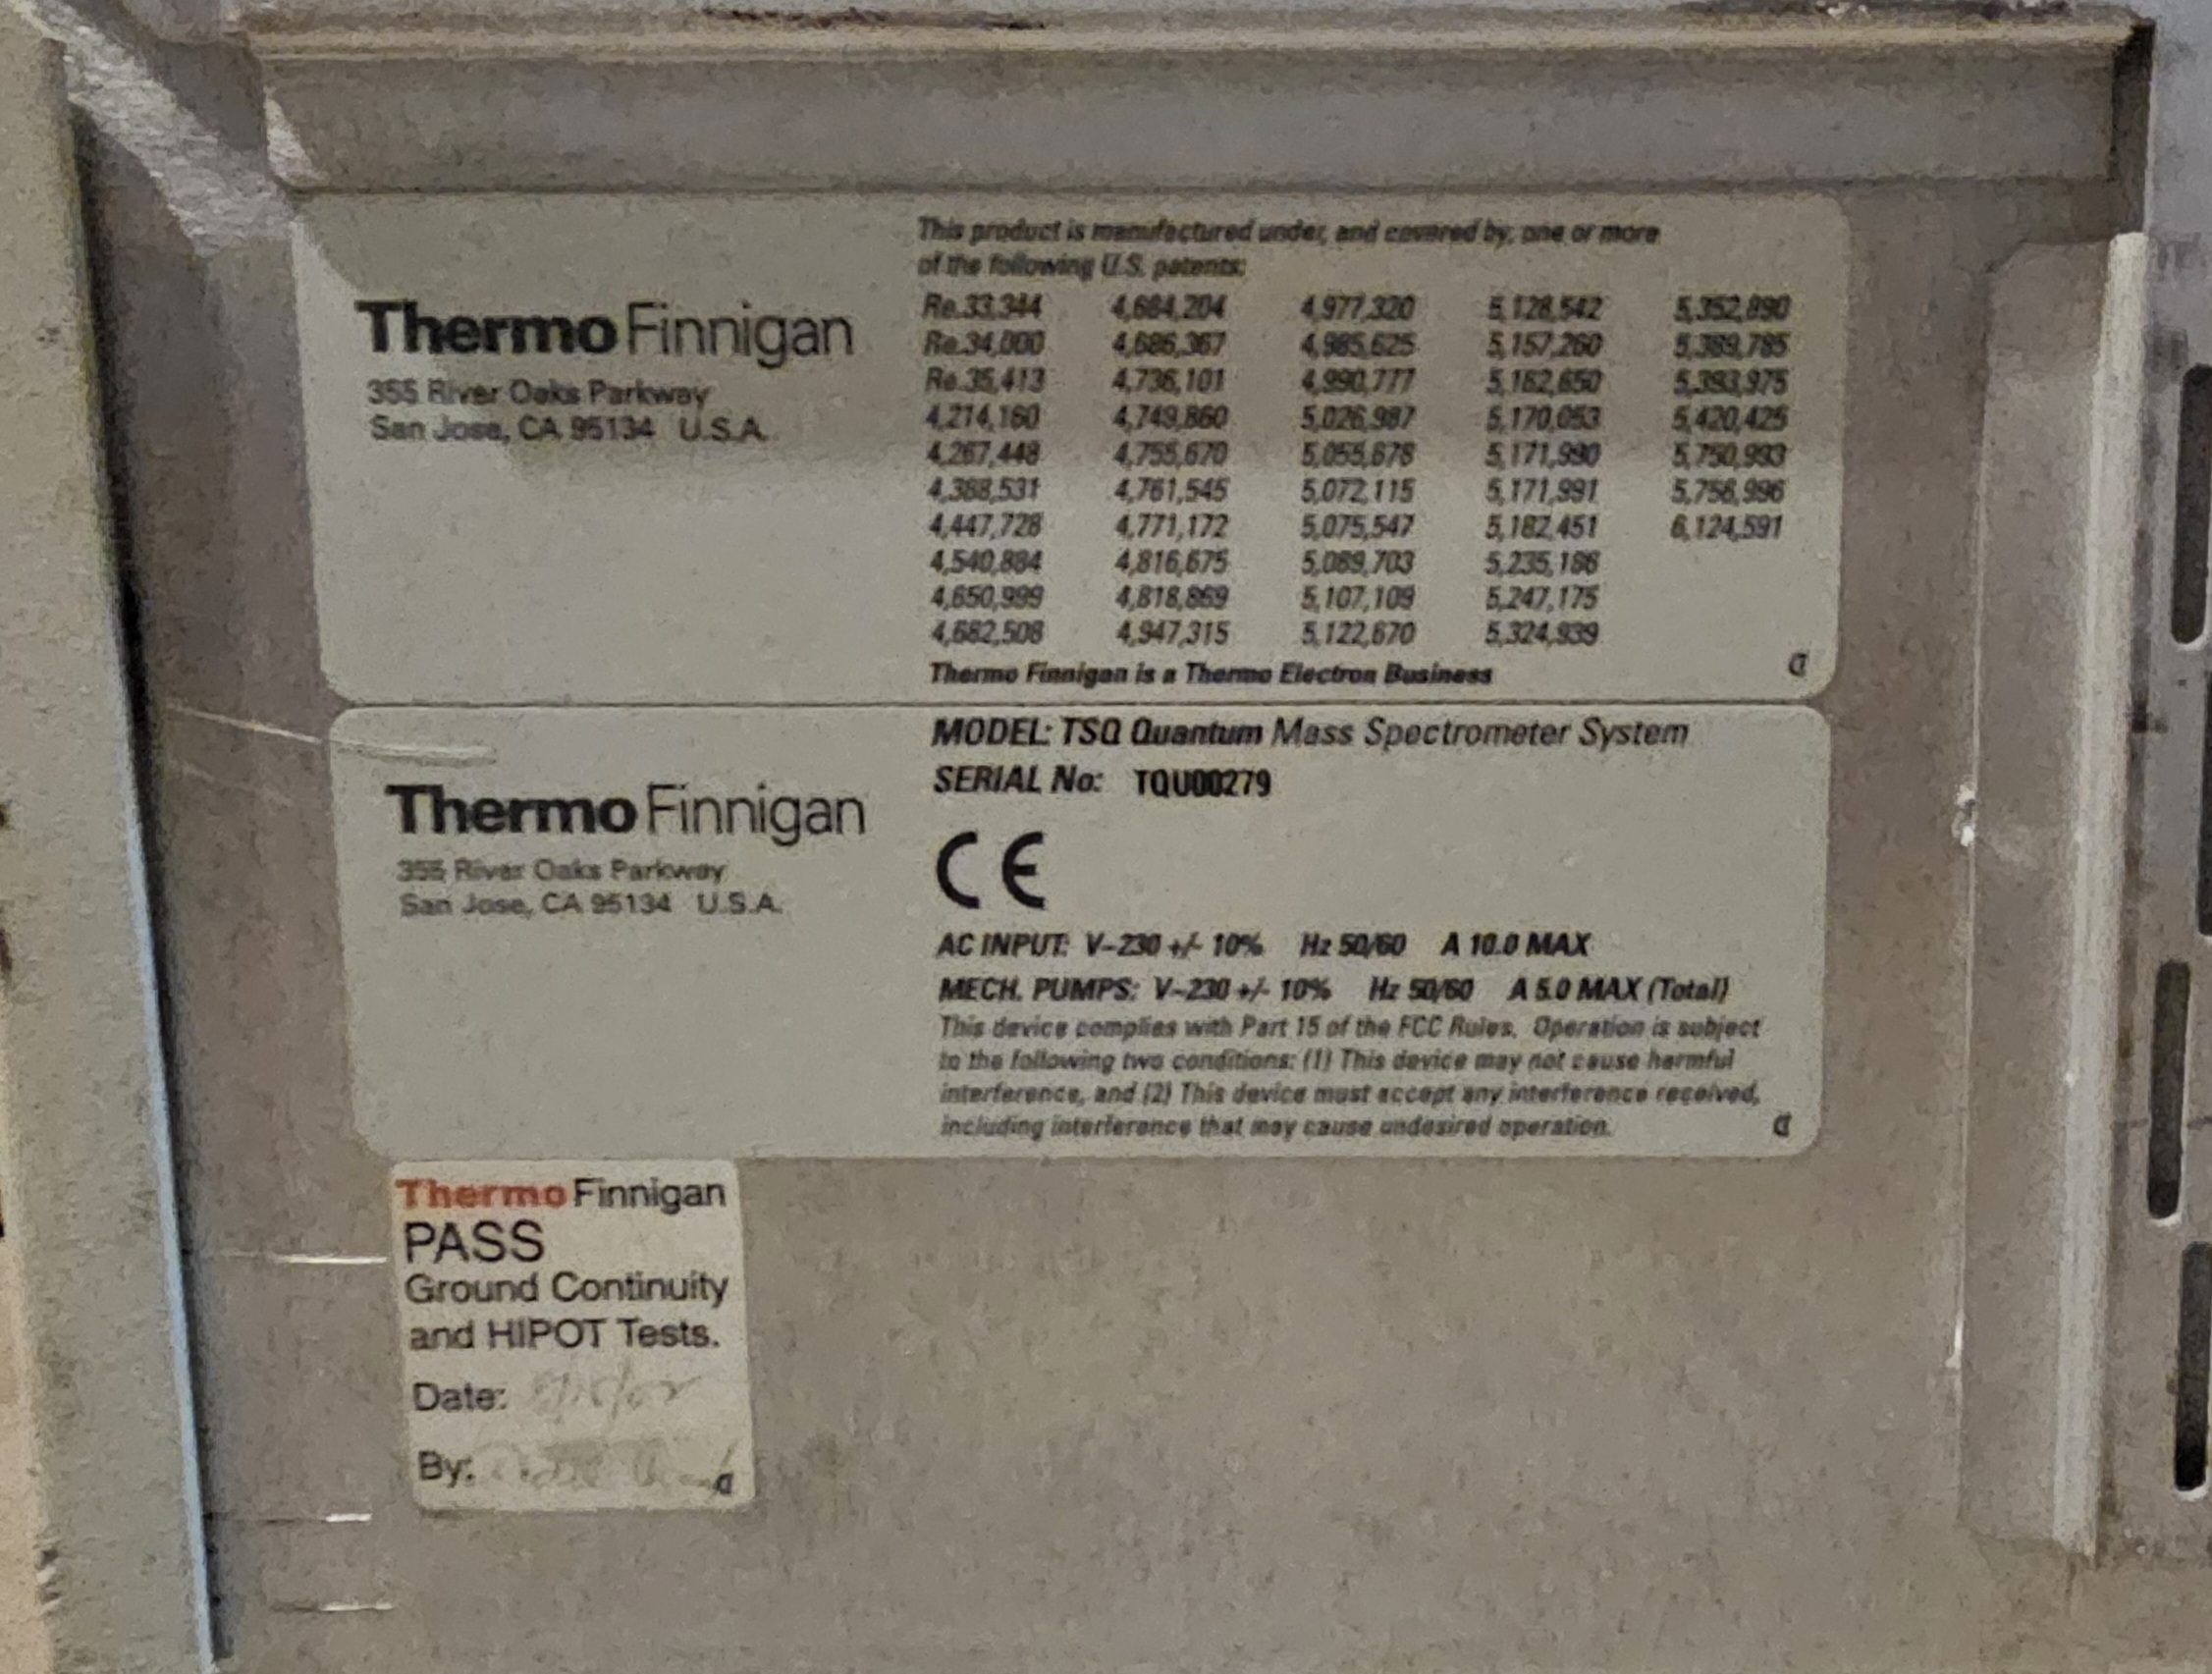 Thermo Finnigan
355 River Oaks Parkway
San Jose, CA 95134 U.S.A.
This product is manufactured under, and covered by, one or more
of the following U.S. patents:
Re.33,344 4,684,204 4,977,320 5,128,542 5,352,890
Re.34,000 4,686,367 4,985,625 5,157,260 5,389,785
Re.35,413 4,736,101 4,990,777 5,162,650 5,393,975
4,214,160 4,749,860 5,026,987 5,170,053 5,420,425
4,267,448 4,755,670 5,055,678 5,171,990 5,750,993
4,388,531 4,761,545 5,072,115 5,171,991 5,756,996
4,447,728 4,771,172 5,075,547 5,182,451 6,124,591
4,540,884 4,816,675 5,089,703 5,235,186
4,650,999 4,818,869 5,107,109 5,247,175
4,682,508 4,947,315 5,122,670 5,324,939
Thermo Finnigan is a Thermo Electron Business
Thermo Finnigan
355 River Oaks Parkway
San Jose, CA 95134 U.S.A.
MODEL: TSQ Quantum Mass Spectrometer System
SERIAL No: TQU00279
CE
AC INPUT: V~230 +/- 10% Hz 50/60 A 10.0 MAX
MECH. PUMPS: V~230 +/- 10% Hz 50/60 A 5.0 MAX (Total)
This device complies with Part 15 of the FCC Rules. Operation is subject
to the following two conditions: (1) This device may not cause harmful
interference, and (2) This device must accept any interference received,
including interference that may cause undesired operation.
Thermo Finnigan
PASS
Ground Continuity
and HIPOT Tests.
Date:
By: